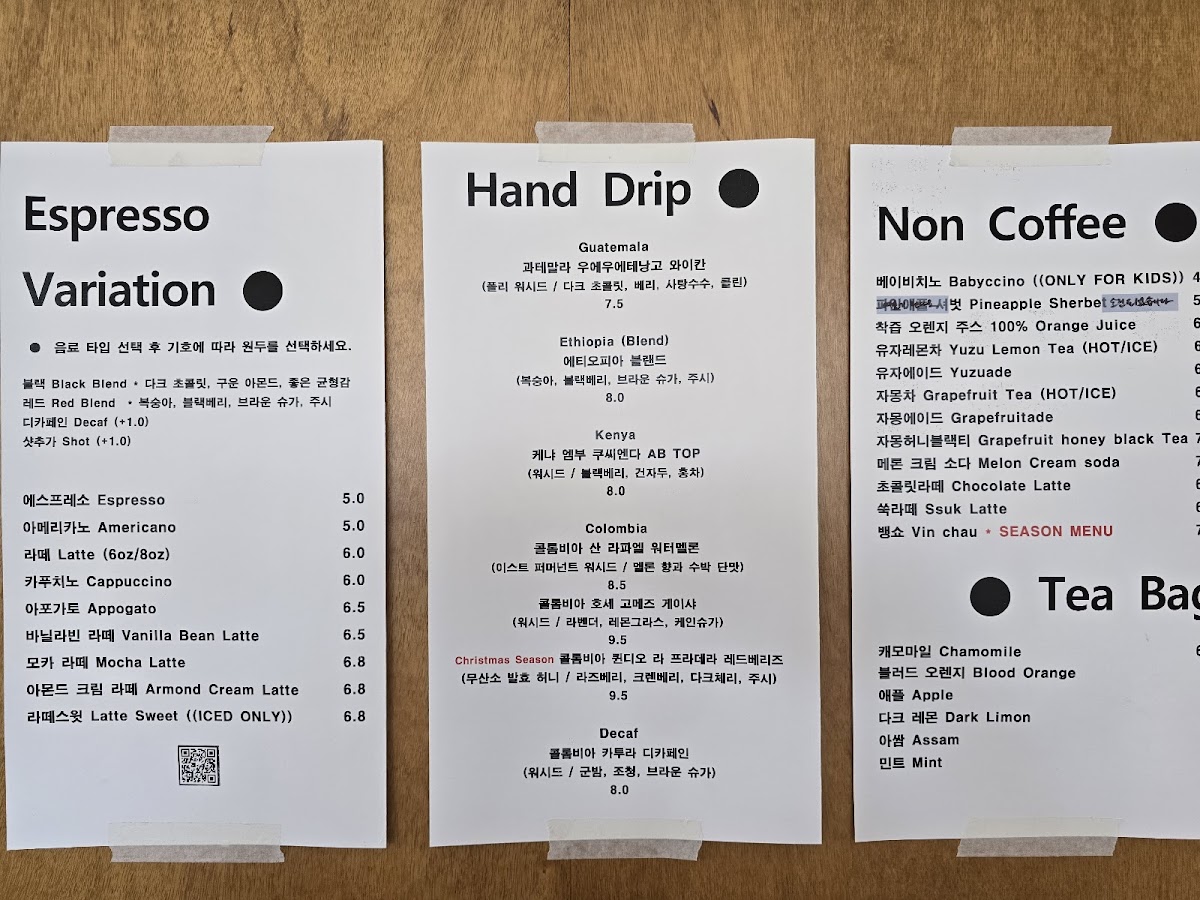 Espresso
Variation ●
● 음료 타입 선택 후 기호에 따라 원두를 선택하세요.
블랙 Black Blend • 다크 초콜릿, 구운 아몬드, 좋은 균형감
레드 Red Blend • 복숭아, 블랙베리, 브라운 슈가, 주시
디카페인 Decaf (+1.0)
샷추가 Shot (+1.0)
에스프레소 Espresso 5.0
아메리카노 Americano 5.0
라떼 Latte (6oz/8oz) 6.0
카푸치노 Cappuccino 6.0
아포가토 Appogato 6.5
바닐라빈 라떼 Vanilla Bean Latte 6.5
모카 라떼 Mocha Latte 6.8
아몬드 크림 라떼 Armond Cream Latte 6.8
라떼스윗 Latte Sweet ((ICED ONLY)) 6.8
Hand Drip ●
Guatemala
과테말라 우에우에테낭고 와이칸
(풀리 워시드 / 다크 초콜릿, 베리, 사탕수수, 클린)
7.5
Ethiopia (Blend)
에티오피아 블랜드
(복숭아, 블랙베리, 브라운 슈가, 주시)
8.0
Kenya
케냐 엠부 쿠씨엔다 AB TOP
(워시드 / 블랙베리, 건자두, 홍차)
8.0
Colombia
콜롬비아 산 라파엘 워터멜론
(이스트 퍼머넌트 워시드 / 멜론 향과 수박 단맛)
8.5
콜롬비아 호세 고메즈 게이샤
(워시드 / 라벤더, 레몬그라스, 케인슈가)
9.5
Christmas Season 콜롬비아 퀸디오 라 프라데라 레드베리즈
(무산소 발효 허니 / 라즈베리, 크렌베리, 다크체리, 주시)
9.5
Decaf
콜롬비아 카투라 디카페인
(워시드 / 군밤, 조청, 브라운 슈가)
8.0
Non Coffee ●
베이비치노 Babyccino ((ONLY FOR KIDS)) 4
파인애플 셔벗 Pineapple Sherbet 5
착즙 오렌지 주스 100% Orange Juice 6
유자레몬차 Yuzu Lemon Tea (HOT/ICE) 6
유자에이드 Yuzuade 6
자몽차 Grapefruit Tea (HOT/ICE) 6
자몽에이드 Grapefruitade 6
자몽허니블랙티 Grapefruit honey black Tea 7
메론 크림 소다 Melon Cream soda 7
초콜릿라떼 Chocolate Latte 6
쑥라떼 Ssuk Latte 6
뱅쇼 Vin chau * SEASON MENU 7
● Tea Bag
캐모마일 Chamomile 6
블러드 오렌지 Blood Orange
애플 Apple
다크 레몬 Dark Limon
아쌈 Assam
민트 Mint